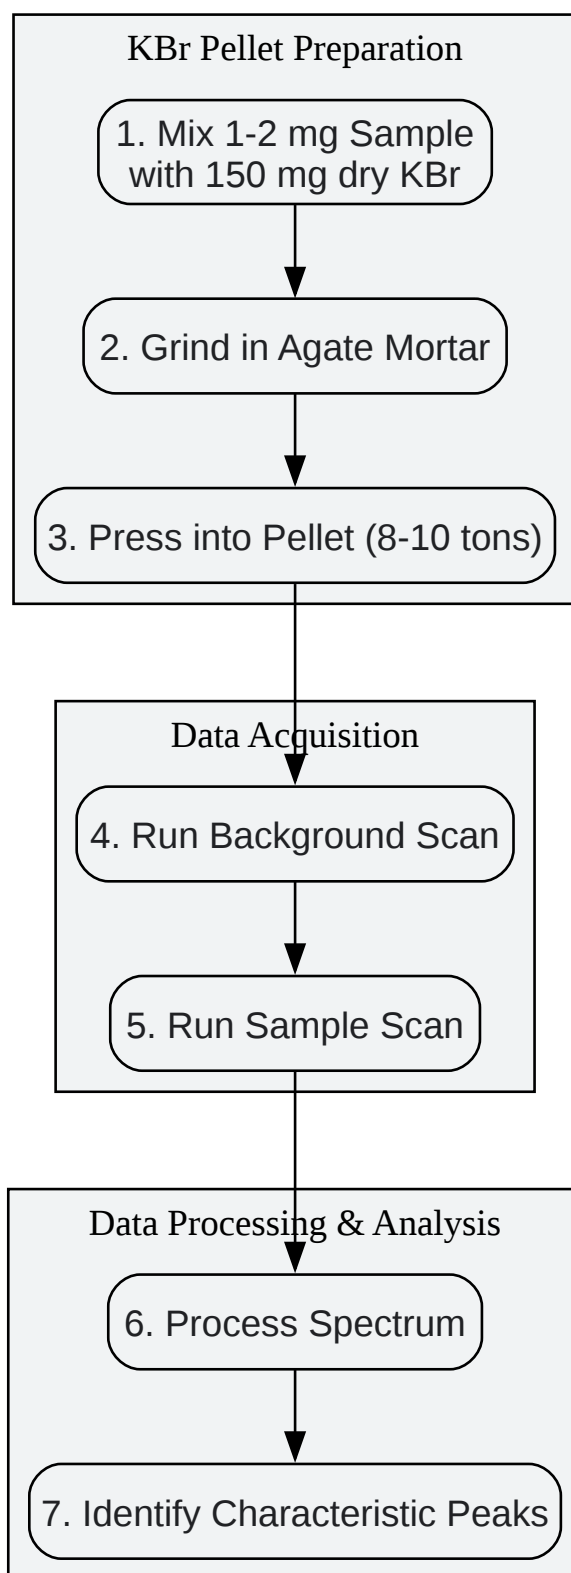 KBr Pellet Preparation
1. Mix 1-2 mg Sample
with 150 mg dry KBr
2. Grind in Agate Mortar
3. Press into Pellet (8-10 tons)
Data Acquisition
4. Run Background Scan
5. Run Sample Scan
Data Processing & Analysis
6. Process Spectrum
7. Identify Characteristic Peaks